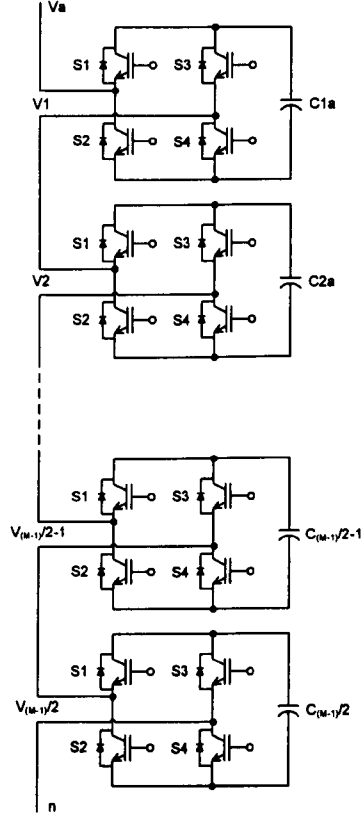 Va
S1 S3
V1 C1a
S2 S4
S1 S3
V2 C2a
S2 S4
S1 S3
V(M-1)/2-1 C(M-1)/2-1
S2 S4
S1 S3
V(M-1)/2 C(M-1)/2
S2 S4
n